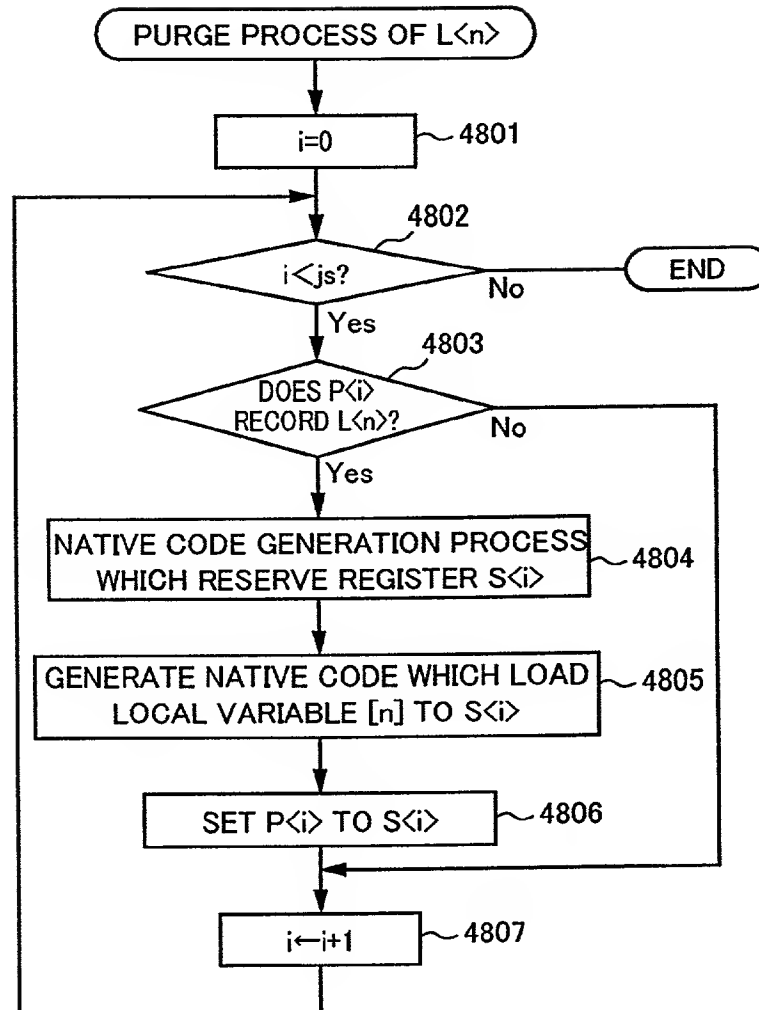 PURGE PROCESS OF L<n>
i=0
4801
4802
i<js?
No
END
Yes
4803
DOES P<i>
RECORD L<n>?
No
Yes
NATIVE CODE GENERATION PROCESS
WHICH RESERVE REGISTER S<i>
4804
GENERATE NATIVE CODE WHICH LOAD
LOCAL VARIABLE [n] TO S<i>
4805
SET P<i> TO S<i>
4806
i←i+1
4807